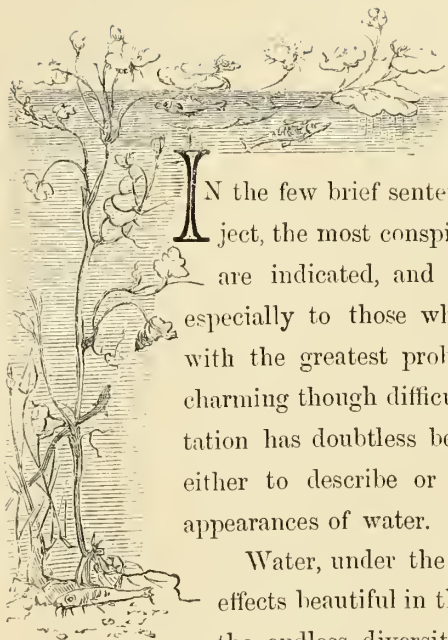 IN the few brief sente
ject, the most conspi
are indicated, and
especially to those wh
with the greatest pro
charming though difficu
tation has doubtless be
either to describe or
appearances of water.
Water, under the
effects beautiful in t
the endless diversit